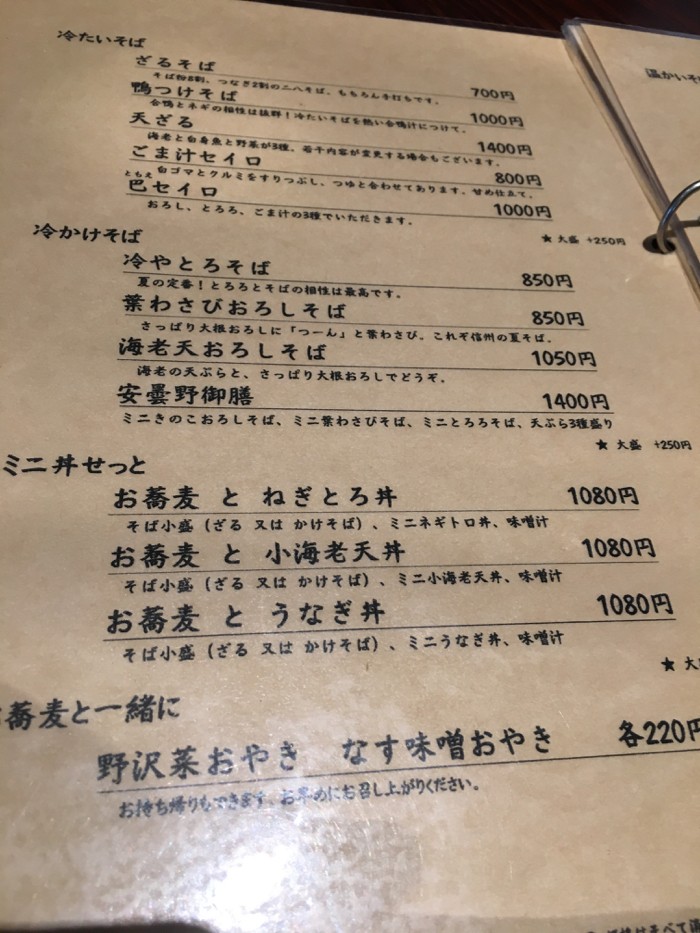 冷たいそば
ざるそば 700円
そば粉8割、つなぎ2割の二八そば、もちろん手打ちです。
鴨つけそば 1000円
合鴨とネギの相性は抜群！冷たいそばを熱い合鴨汁につけて。
天ざる 1400円
海老と白身魚と野菜が3種、若干内容が変更する場合もございます。
ごま汁セイロ 800円
白ゴマとクルミをすりつぶし、つゆと合わせてあります。甘め仕立て。
ともえ
巴セイロ 1000円
おろし、とろろ、ごま汁の3種でいただきます。
★ 大盛 +250円
冷かけそば
冷やとろそば 850円
夏の定番！とろろとそばの相性は最高です。
葉わさびおろしそば 850円
さっぱり大根おろしに「つーん」と葉わさび。これぞ信州の夏そば。
海老天おろしそば 1050円
海老の天ぷらと、さっぱり大根おろしでどうぞ。
安曇野御膳 1400円
ミニきのこおろしそば、ミニ葉わさびそば、ミニとろろそば、天ぷら3種盛り
★ 大盛 +250円
ミニ丼せっと
お蕎麦 と ねぎとろ丼 1080円
そば小盛（ざる 又は かけそば）、ミニネギトロ丼、味噌汁
お蕎麦 と 小海老天丼 1080円
そば小盛（ざる 又は かけそば）、ミニ小海老天丼、味噌汁
お蕎麦 と うなぎ丼 1080円
そば小盛（ざる 又は かけそば）、ミニうなぎ丼、味噌汁
★ 大
蕎麦と一緒に
野沢菜おやき なす味噌おやき 各220円
お持ち帰りもできます、お早めにお召し上がりください。
温かいそ